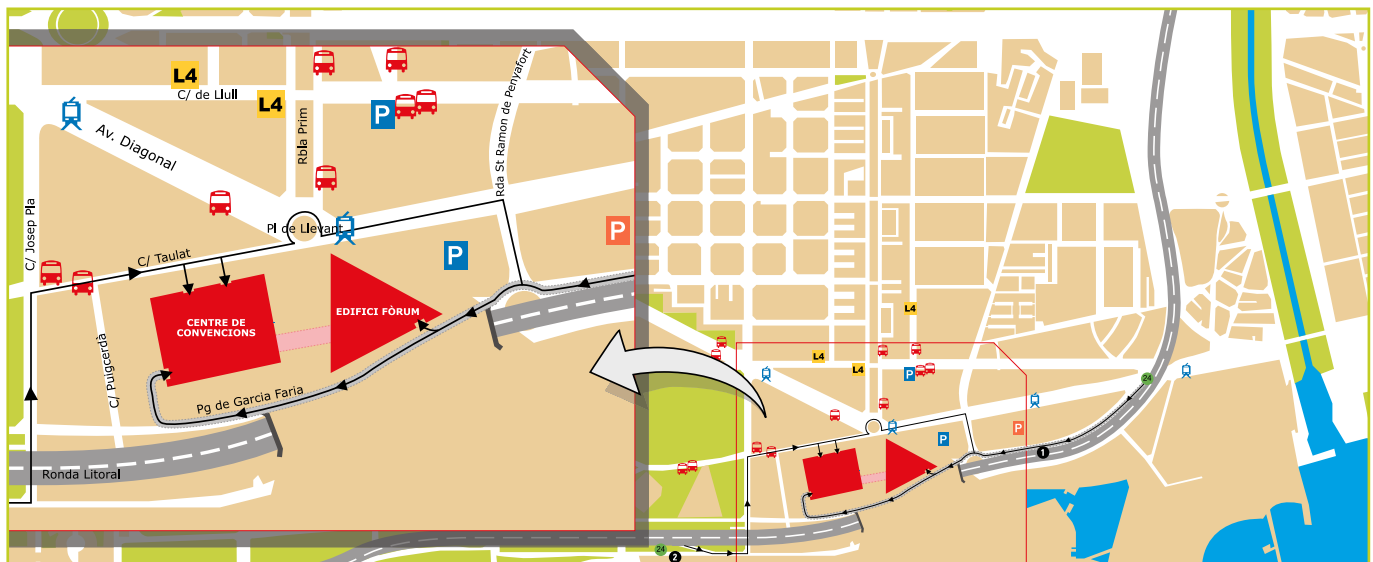 L4
C/ de Llull
L4
P
Av. Diagonal
Rbla Prim
Rda St Ramon de Penyafort
C/ Josep Pla
Pl de Llevant
P
P
C/ Taulat
CENTRE DE
CONVENCIONS
EDIFICI FÒRUM
C/ Puigcerdà
Pg de Garcia Faria
Ronda Litoral
L4
L4
L4
P
P
P
24
1
24
2